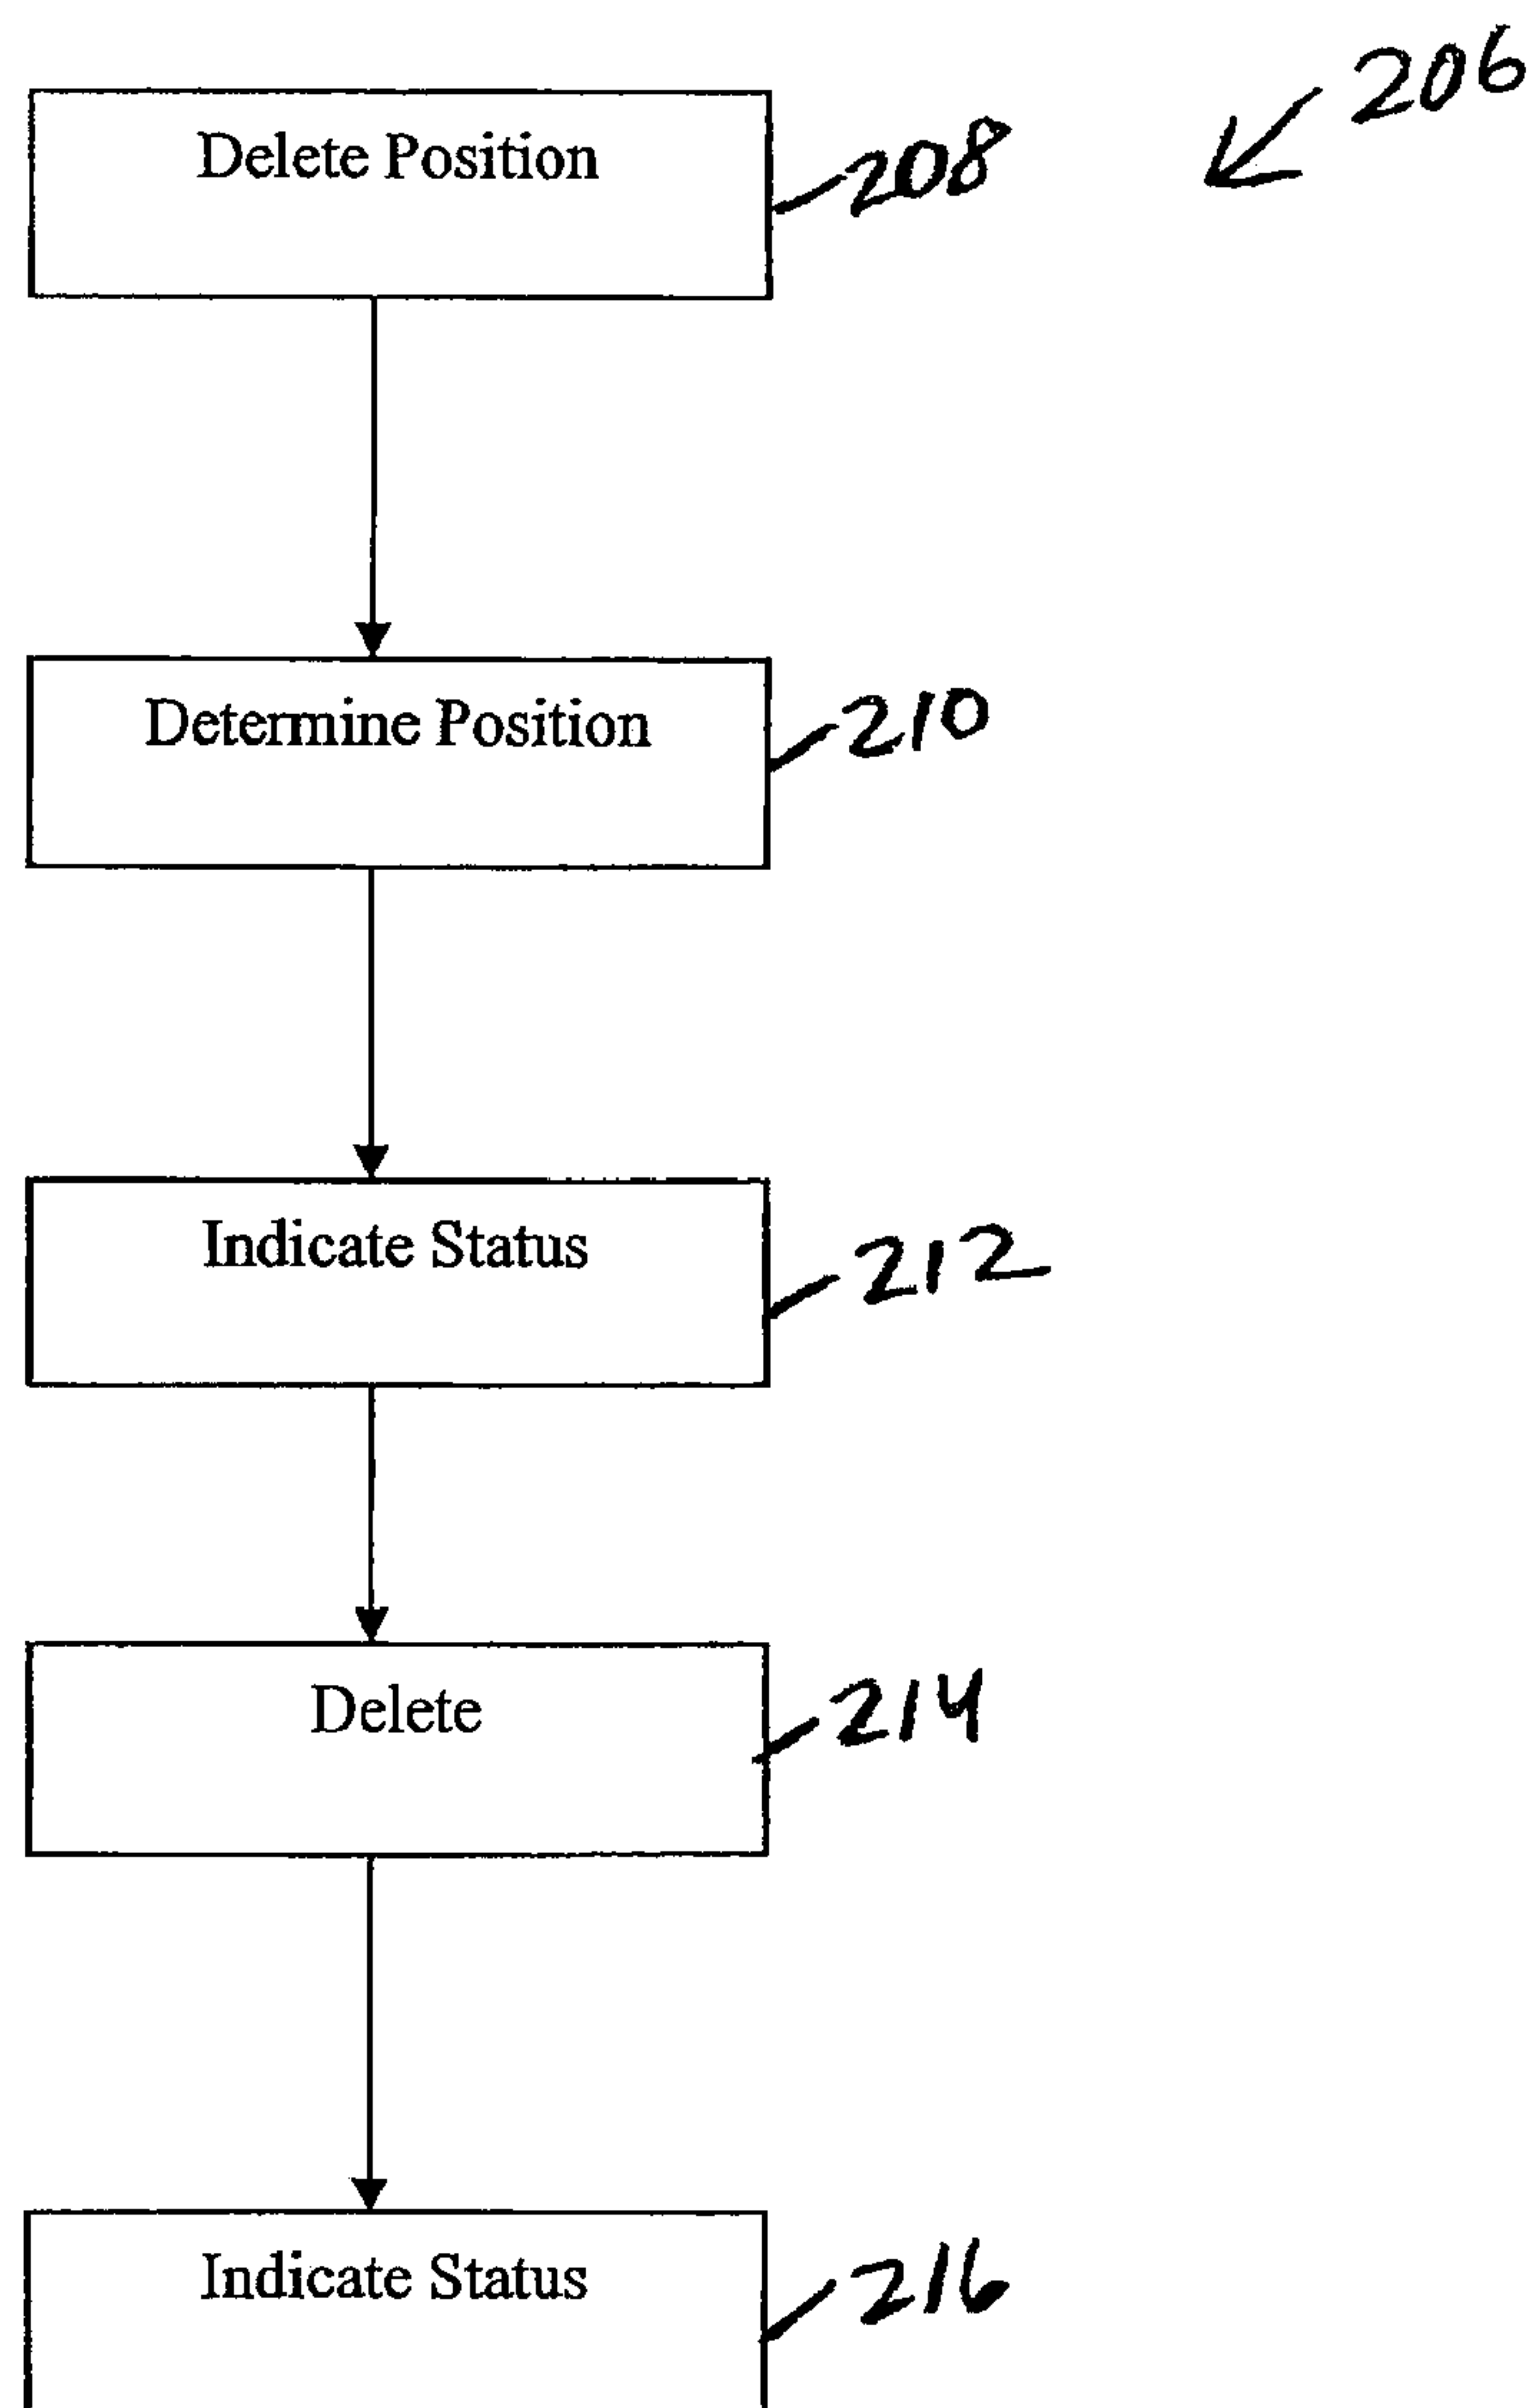 206
Delete Position
208
Determine Position
210
Indicate Status
212
Delete
214
Indicate Status
216